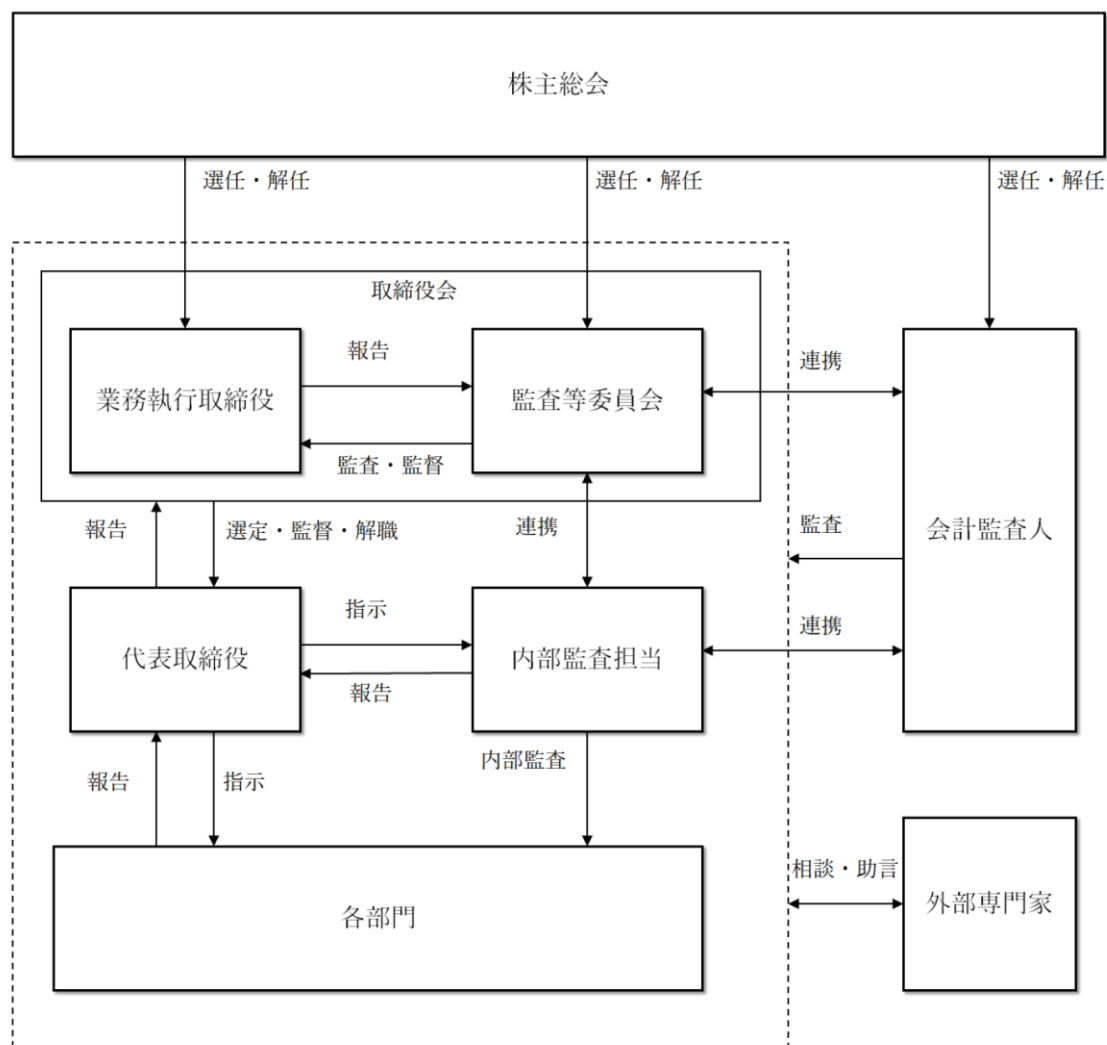 株主総会
選任・解任
選任・解任
選任・解任
取締役会
業務執行取締役
報告
監査・監督
監査等委員会
連携
報告
選定・監督・解職
連携
監査
会計監査人
代表取締役
指示
報告
内部監査担当
連携
報告
指示
内部監査
各部門
相談・助言
外部専門家